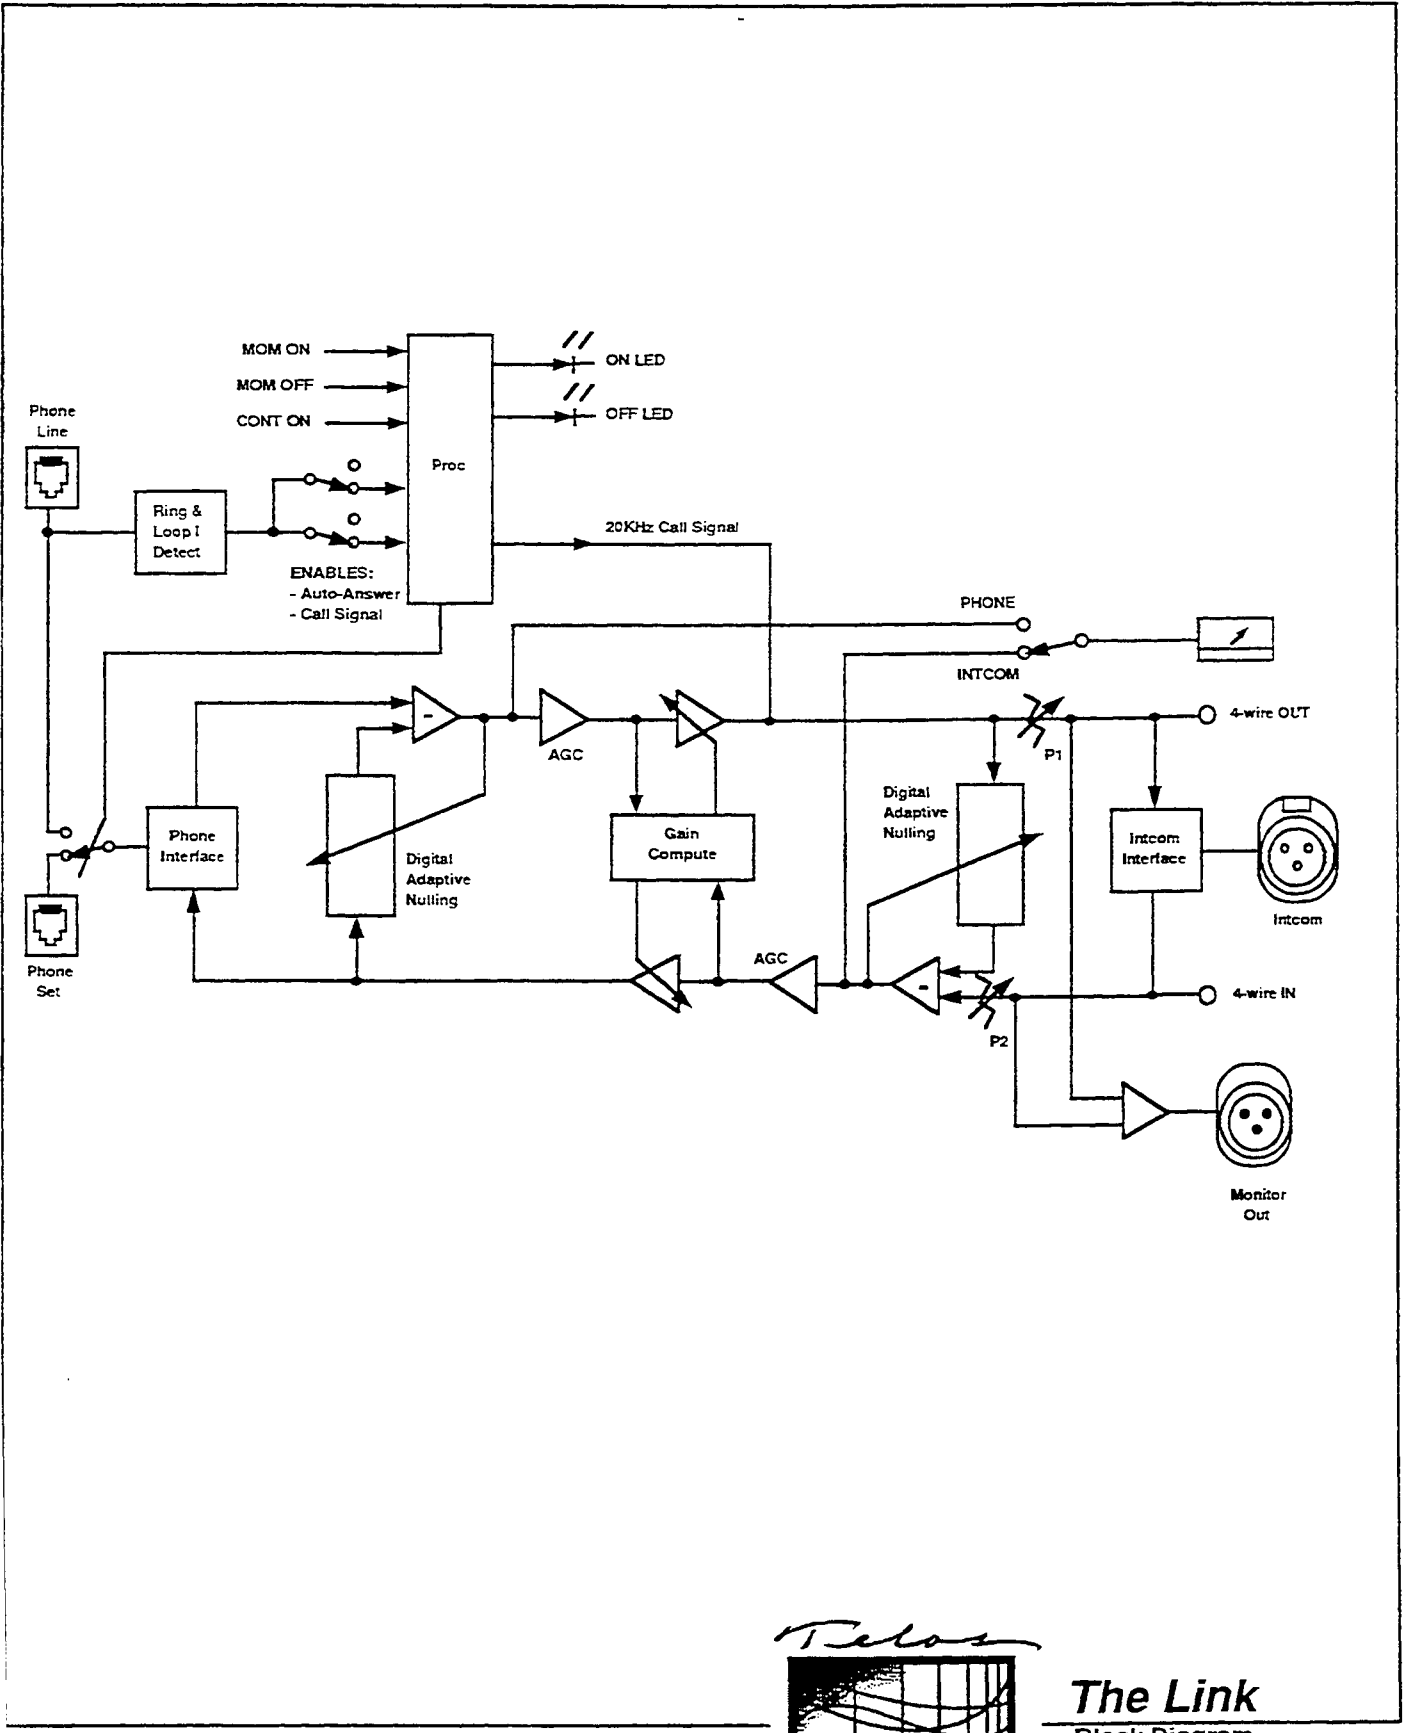 MOM ON
MOM OFF
CONT ON
ON LED
OFF LED
Phone
Line
Proc
Ring &
Loop I
Detect
20KHz Call Signal
ENABLES:
- Auto-Answer
- Call Signal
PHONE
INTCOM
-
AGC
4-wire OUT
P1
Phone
Interface
Digital
Adaptive
Nulling
Gain
Compute
Digital
Adaptive
Nulling
Intcom
Interface
Intcom
Phone
Set
AGC
-
4-wire IN
P2
Monitor
Out
Telos
The Link
Block Diagram